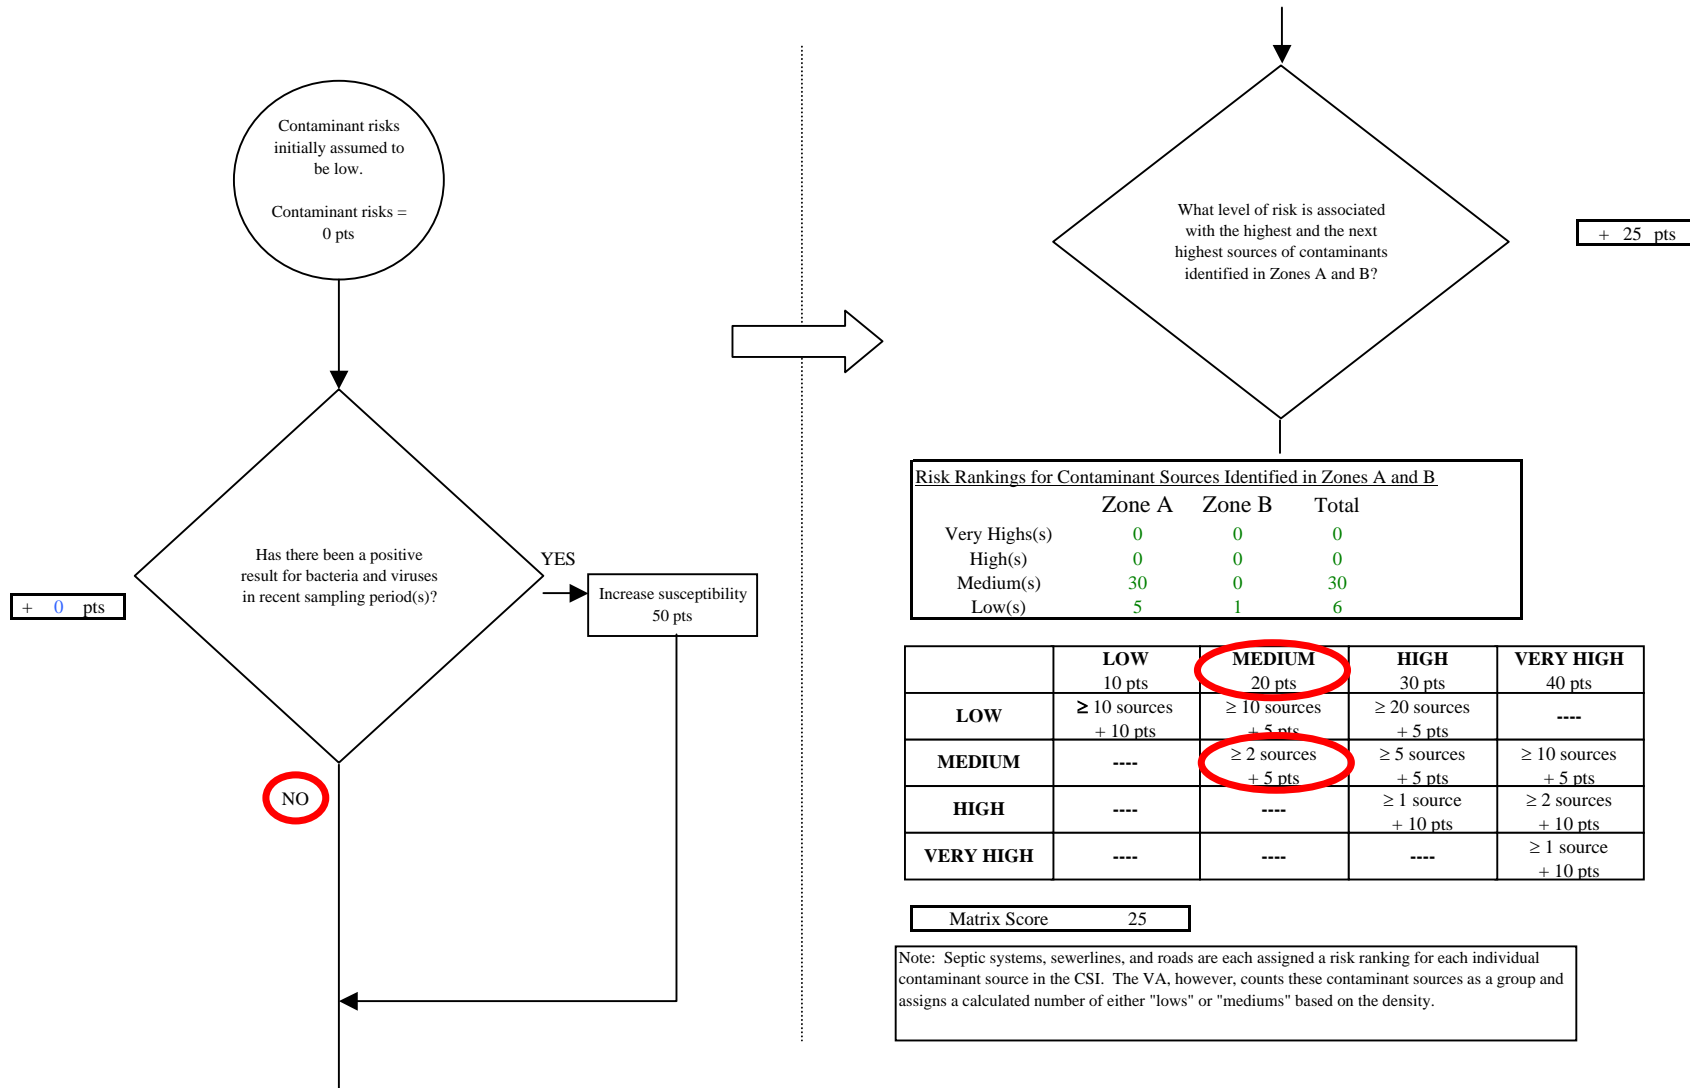 Contaminant risks
initially assumed to
be low.
Contaminant risks =
0 pts
Has there been a positive
result for bacteria and viruses
in recent sampling period(s)?
YES
+ 0 pts
Increase susceptibility
50 pts
NO
What level of risk is associated
with the highest and the next
highest sources of contaminants
identified in Zones A and B?
+ 25 pts
Risk Rankings for Contaminant Sources Identified in Zones A and B
Zone A Zone B Total
Very Highs(s) 0 0 0
High(s) 0 0 0
Medium(s) 30 0 30
Low(s) 5 1 6
LOW MEDIUM HIGH VERY HIGH
10 pts 20 pts 30 pts 40 pts
LOW ≥ 10 sources ≥ 10 sources ≥ 20 sources ----
+ 10 pts + 5 pts + 5 pts
MEDIUM ---- ≥ 2 sources ≥ 5 sources ≥ 10 sources
+ 5 pts + 5 pts + 5 pts
HIGH ---- ---- ≥ 1 source ≥ 2 sources
+ 10 pts + 10 pts
VERY HIGH ---- ---- ---- ≥ 1 source
+ 10 pts
Matrix Score 25
Note: Septic systems, sewerlines, and roads are each assigned a risk ranking for each individual
contaminant source in the CSI. The VA, however, counts these contaminant sources as a group and
assigns a calculated number of either "lows" or "mediums" based on the density.